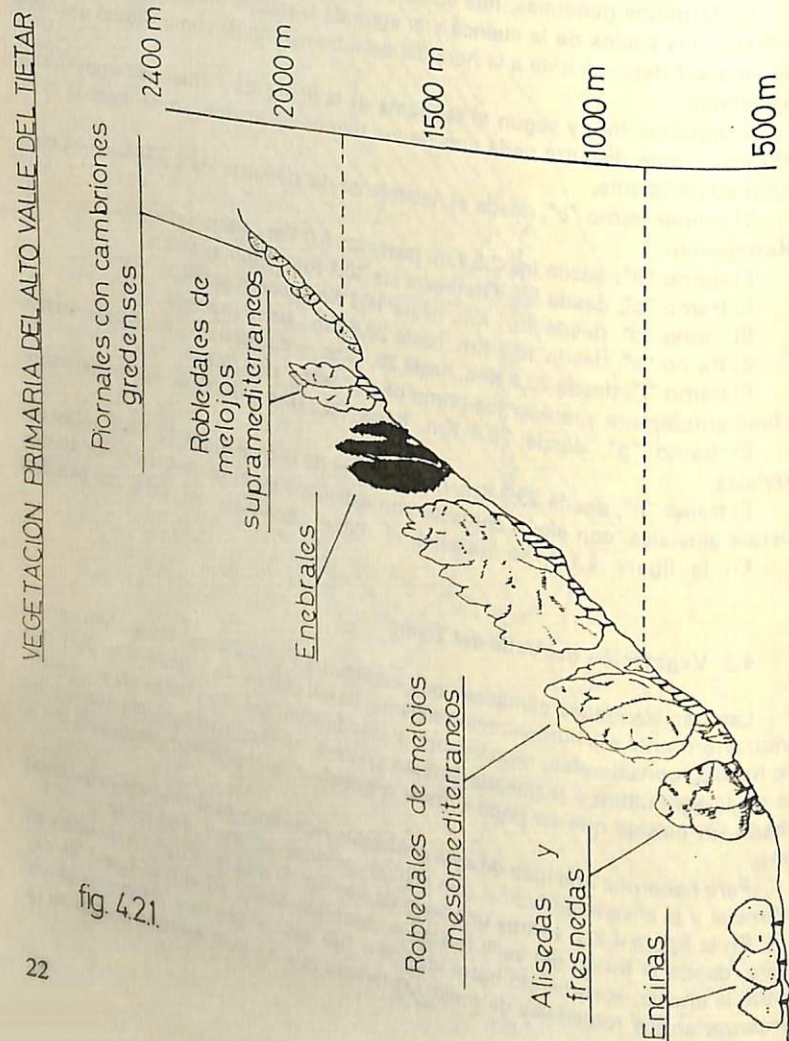 VEGETACION PRIMARIA DEL ALTO VALLE DEL TIETAR
2400 m
2000 m
1500 m
1000 m
500 m
Piornales con cambriones
gredenses
Robledales de
melojos
supramediterraneos
Enebrales
Robledales de melojos
mesomediterraneos
Alisedas y
fresnedas
Encinas
fig. 4.2.1.
22